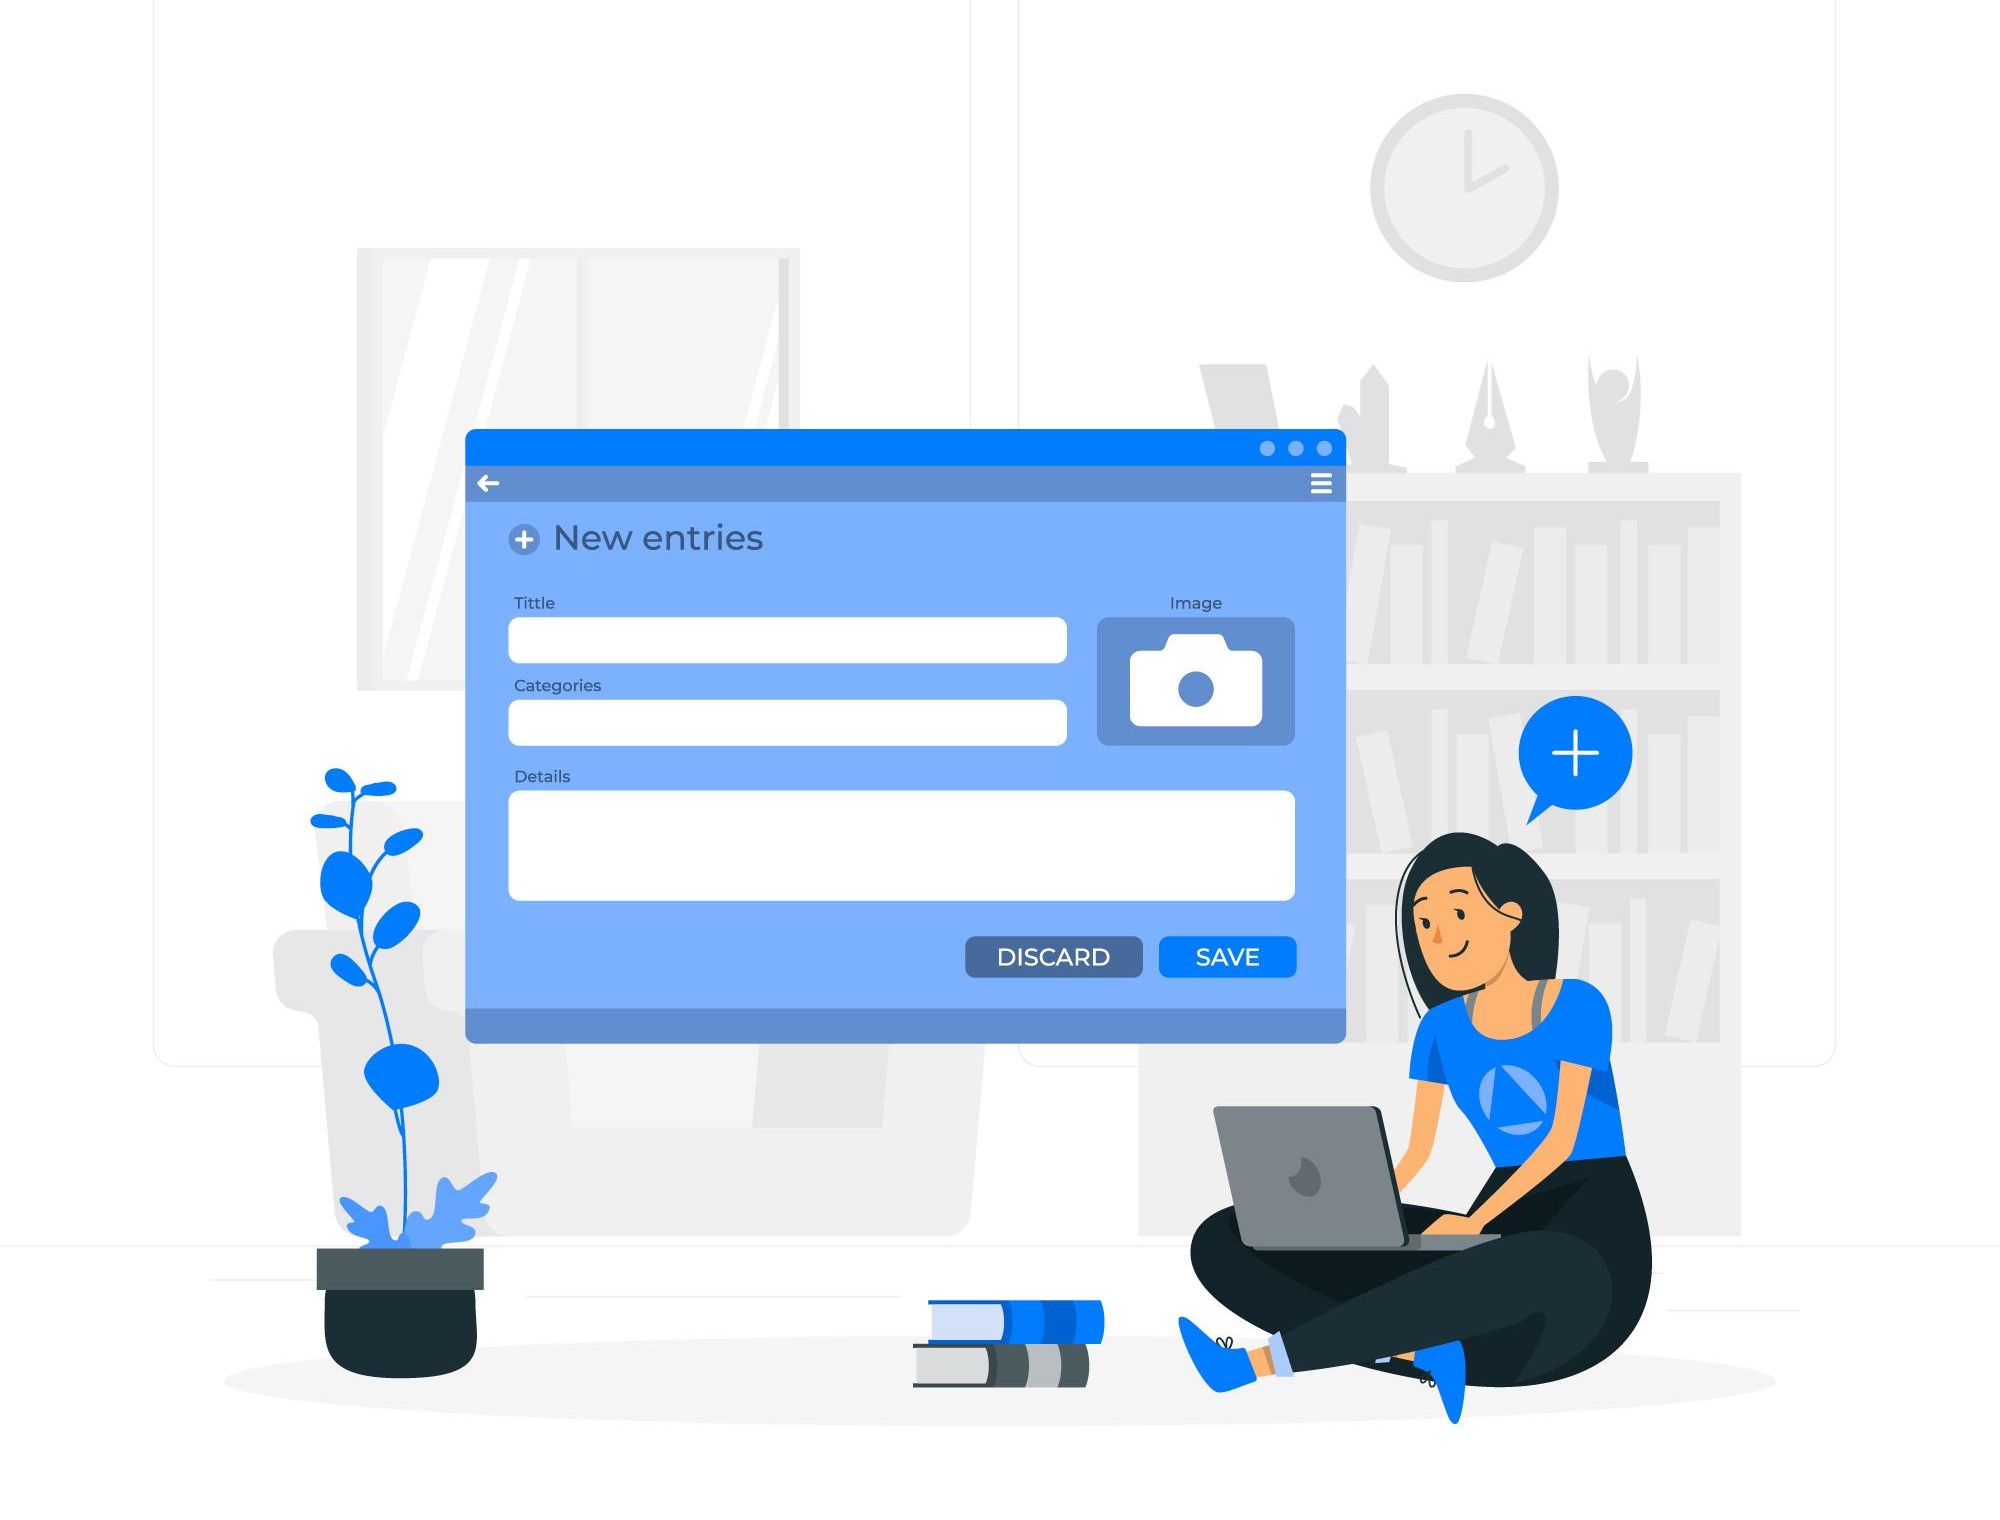 New entries
Tittle
Image
Categories
Details
DISCARD
SAVE